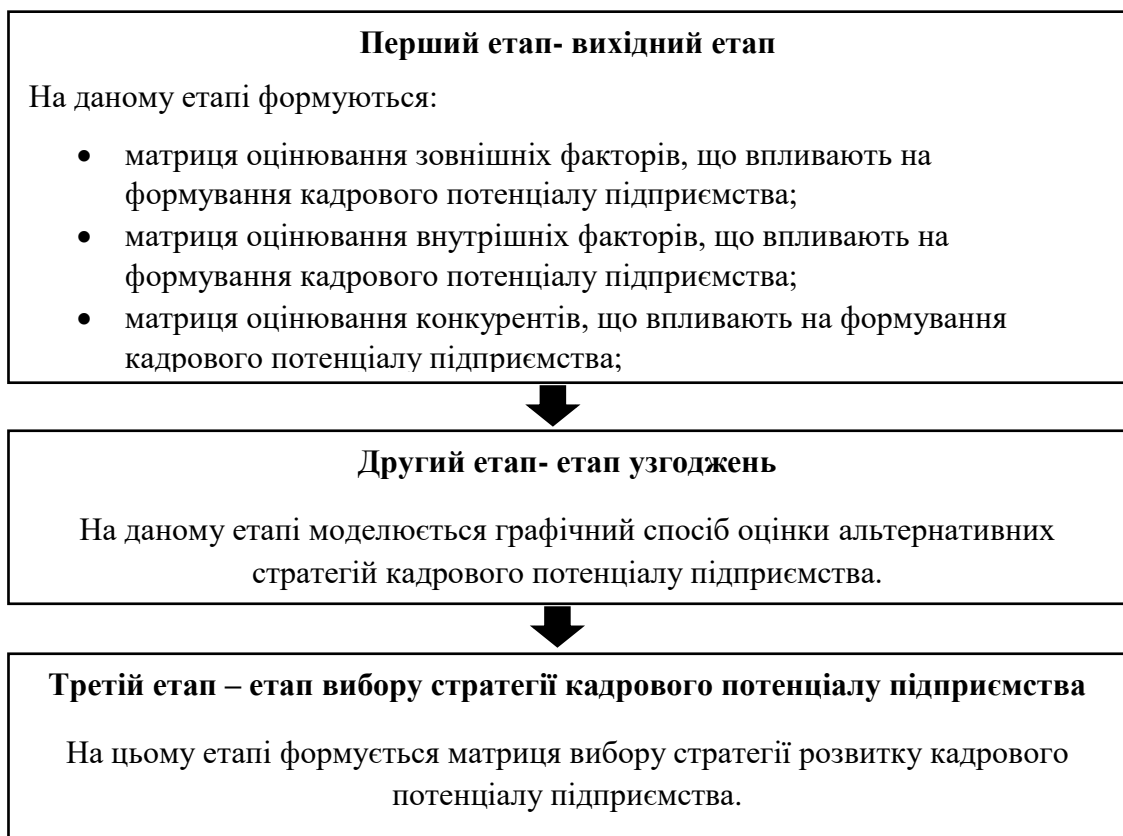 Перший етап- вихідний етап
На даному етапі формуються:
• матриця оцінювання зовнішніх факторів, що впливають на
формування кадрового потенціалу підприємства;
• матриця оцінювання внутрішніх факторів, що впливають на
формування кадрового потенціалу підприємства;
• матриця оцінювання конкурентів, що впливають на формування
кадрового потенціалу підприємства;
Другий етап- етап узгоджень
На даному етапі моделюється графічний спосіб оцінки альтернативних
стратегій кадрового потенціалу підприємства.
Третій етап – етап вибору стратегії кадрового потенціалу підприємства
На цьому етапі формується матриця вибору стратегії розвитку кадрового
потенціалу підприємства.